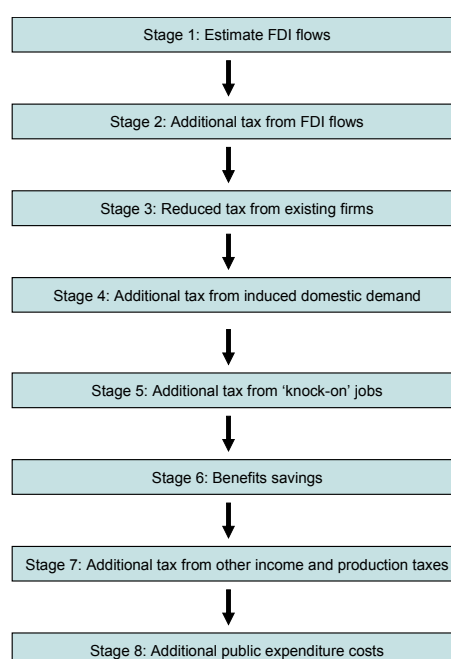 Stage 1: Estimate FDI flows
Stage 2: Additional tax from FDI flows
Stage 3: Reduced tax from existing firms
Stage 4: Additional tax from induced domestic demand
Stage 5: Additional tax from ‘knock-on’ jobs
Stage 6: Benefits savings
Stage 7: Additional tax from other income and production taxes
Stage 8: Additional public expenditure costs